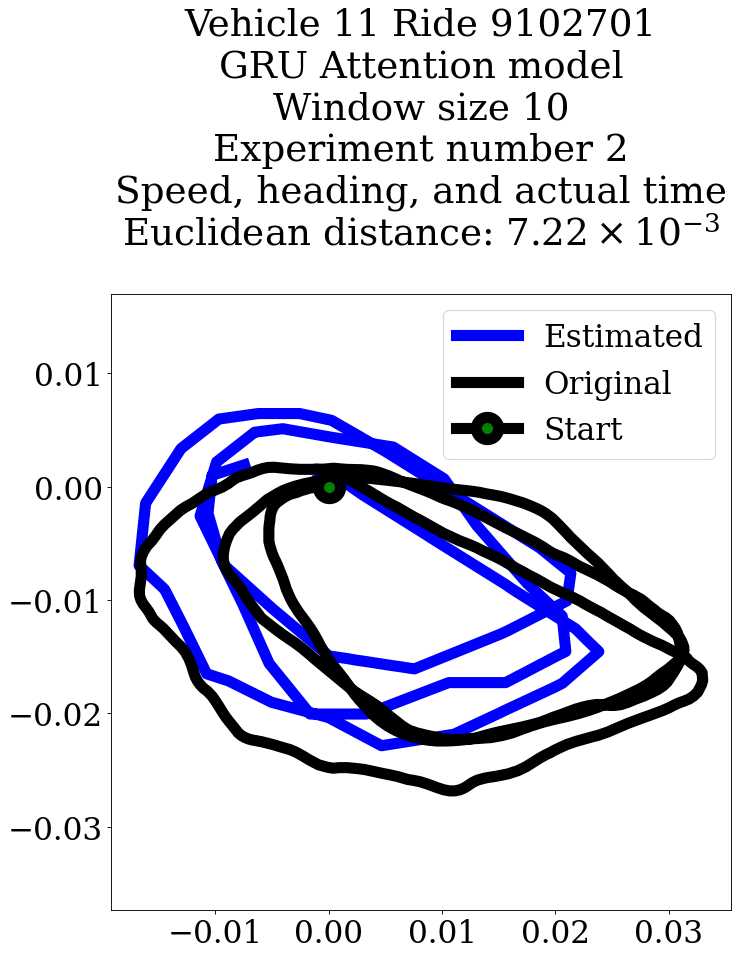 Vehicle 11 Ride 9102701
GRU Attention model
Window size 10
Experiment number 2
Speed, heading, and actual time
Euclidean distance: 7.22 × 10⁻³
Estimated
Original
Start
0.01
0.00
−0.01
−0.02
−0.03
−0.01 0.00 0.01 0.02 0.03